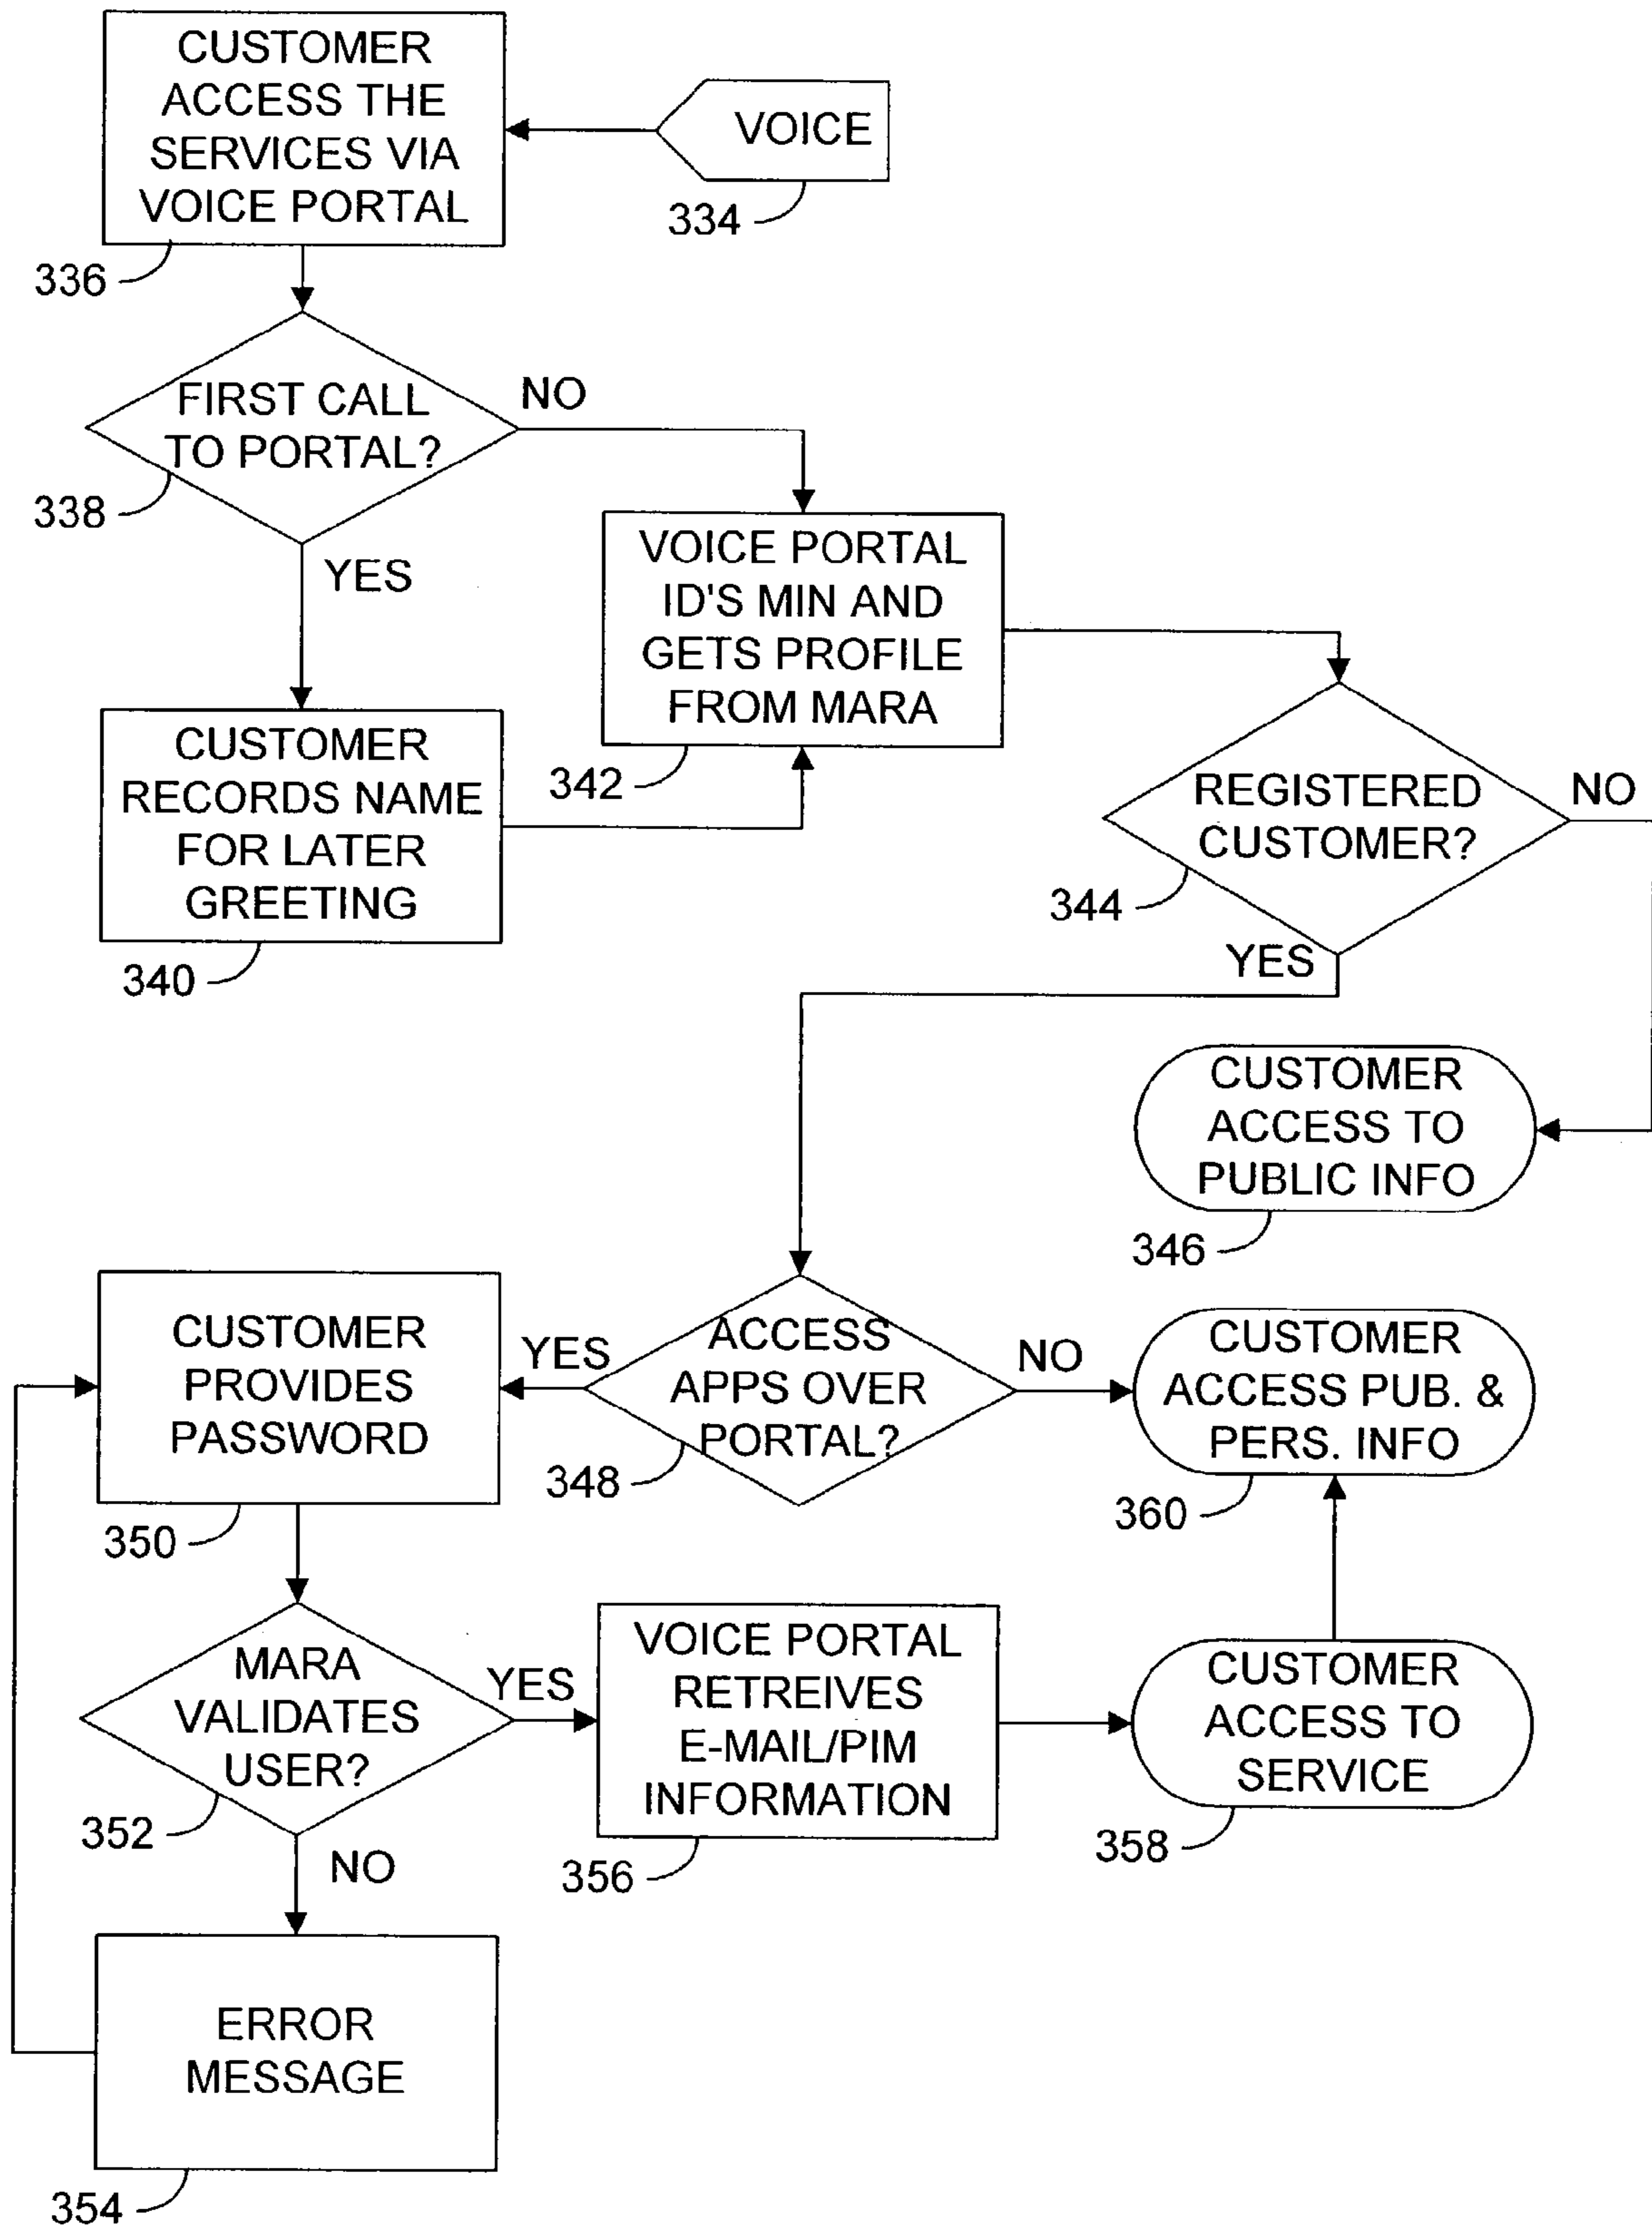 CUSTOMER
ACCESS THE
SERVICES VIA
VOICE PORTAL
336
VOICE
334
FIRST CALL
TO PORTAL?
338
NO
YES
CUSTOMER
RECORDS NAME
FOR LATER
GREETING
340
VOICE PORTAL
ID'S MIN AND
GETS PROFILE
FROM MARA
342
REGISTERED
CUSTOMER?
344
NO
YES
CUSTOMER
ACCESS TO
PUBLIC INFO
346
ACCESS
APPS OVER
PORTAL?
348
YES
NO
CUSTOMER
PROVIDES
PASSWORD
350
CUSTOMER
ACCESS PUB. &
PERS. INFO
360
MARA
VALIDATES
USER?
352
YES
NO
VOICE PORTAL
RETREIVES
E-MAIL/PIM
INFORMATION
356
CUSTOMER
ACCESS TO
SERVICE
358
ERROR
MESSAGE
354